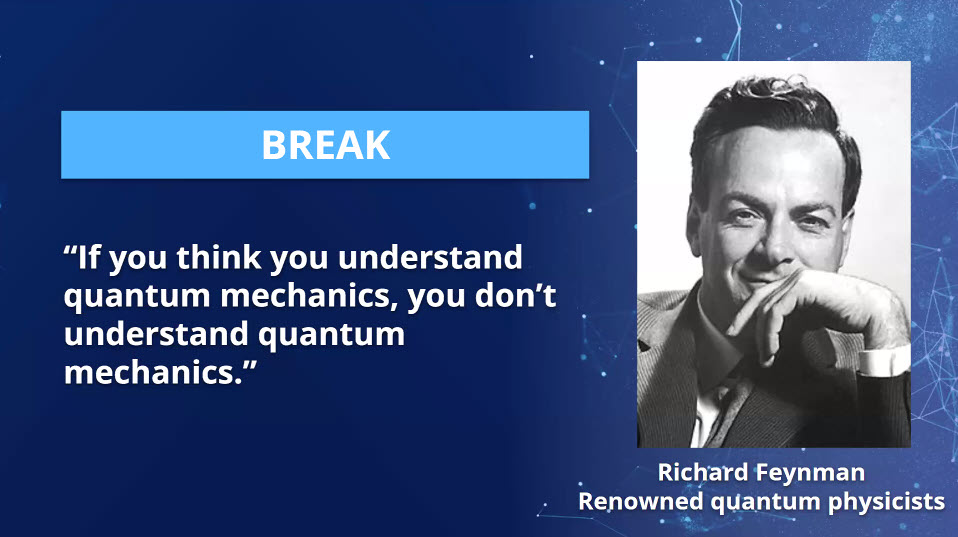 BREAK
“If you think you understand
quantum mechanics, you don’t
understand quantum
mechanics.”
Richard Feynman
Renowned quantum physicists